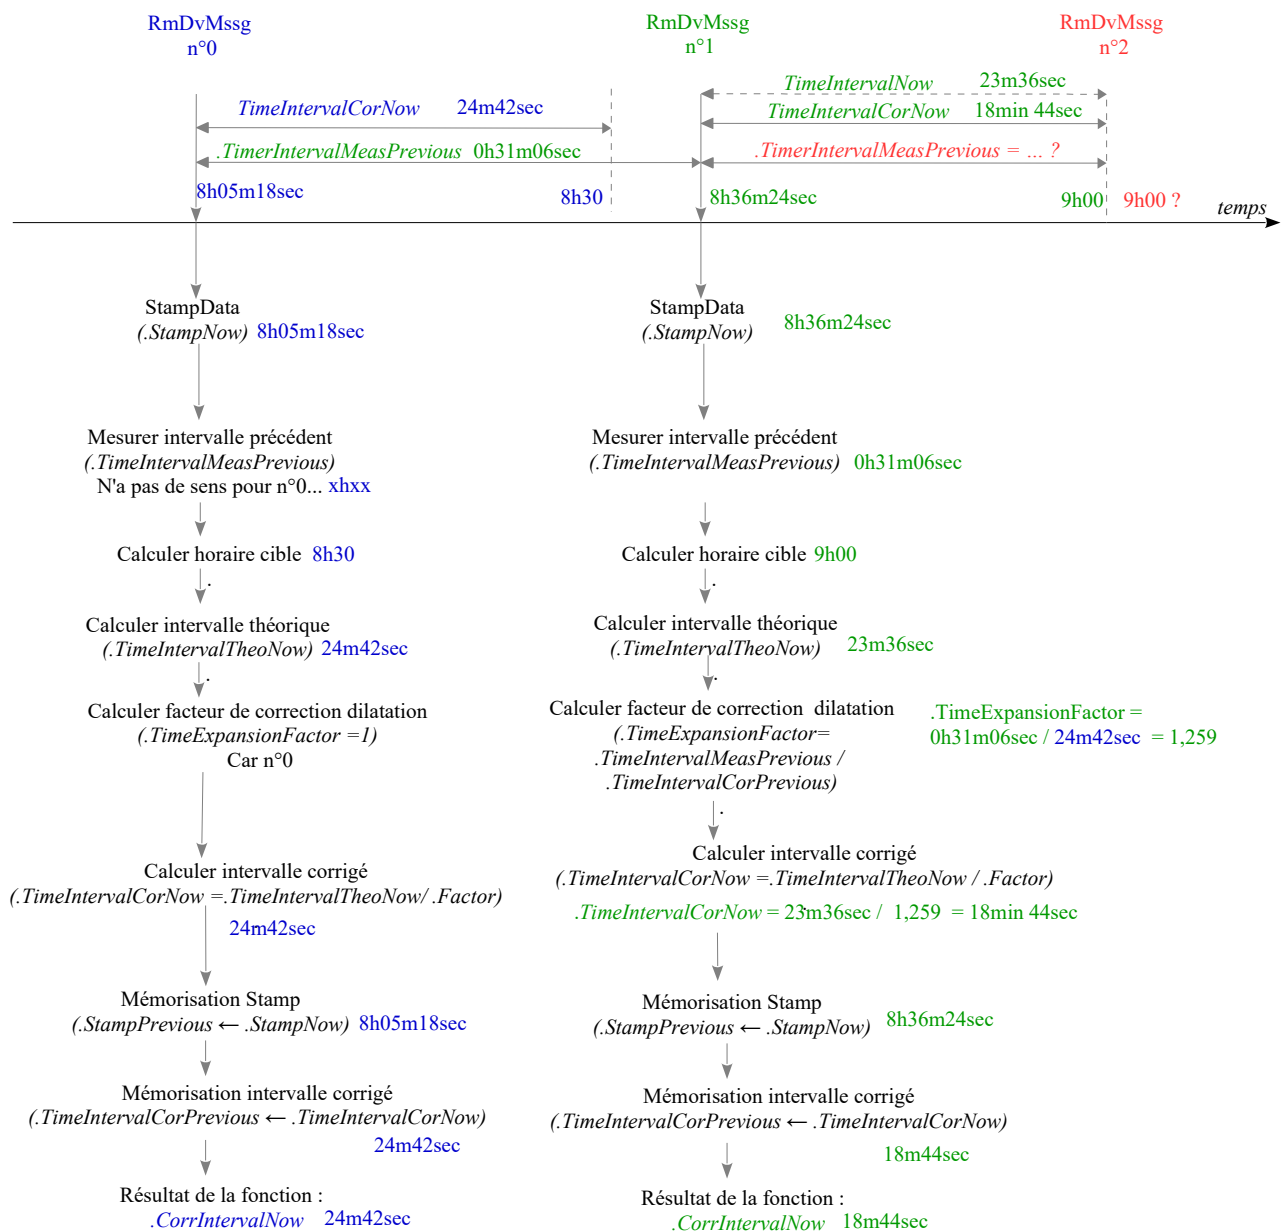 RmDvMssg
n°0
RmDvMssg
n°1
RmDvMssg
n°2
TimeIntervalNow 23m36sec
TimeIntervalCorNow 24m42sec
TimeIntervalCorNow 18min 44sec
.TimerIntervalMeasPrevious 0h31m06sec
.TimerIntervalMeasPrevious = ... ?
8h05m18sec
8h30
8h36m24sec
9h00
9h00 ?
temps
StampData
(.StampNow) 8h05m18sec
Mesurer intervalle précédent
(.TimeIntervalMeasPrevious)
N'a pas de sens pour n°0... xhxx
Calculer horaire cible 8h30
.
Calculer intervalle théorique
(.TimeIntervalTheoNow) 24m42sec
.
Calculer facteur de correction dilatation
(.TimeExpansionFactor =1)
Car n°0
Calculer intervalle corrigé
(.TimeIntervalCorNow =.TimeIntervalTheoNow/ .Factor)
24m42sec
Mémorisation Stamp
(.StampPrevious ← .StampNow) 8h05m18sec
Mémorisation intervalle corrigé
(.TimeIntervalCorPrevious ← .TimeIntervalCorNow)
24m42sec
Résultat de la fonction :
.CorrIntervalNow 24m42sec
StampData
(.StampNow) 8h36m24sec
Mesurer intervalle précédent
(.TimeIntervalMeasPrevious) 0h31m06sec
Calculer horaire cible 9h00
.
Calculer intervalle théorique
(.TimeIntervalTheoNow) 23m36sec
.
Calculer facteur de correction dilatation
(.TimeExpansionFactor=
.TimeIntervalMeasPrevious /
.TimeIntervalCorPrevious)
.TimeExpansionFactor =
0h31m06sec / 24m42sec = 1,259
.
Calculer intervalle corrigé
(.TimeIntervalCorNow =.TimeIntervalTheoNow / .Factor)
.TimeIntervalCorNow = 23m36sec / 1,259 = 18min 44sec
Mémorisation Stamp
(.StampPrevious ← .StampNow) 8h36m24sec
Mémorisation intervalle corrigé
(.TimeIntervalCorPrevious ← .TimeIntervalCorNow)
18m44sec
Résultat de la fonction :
.CorrIntervalNow 18m44sec